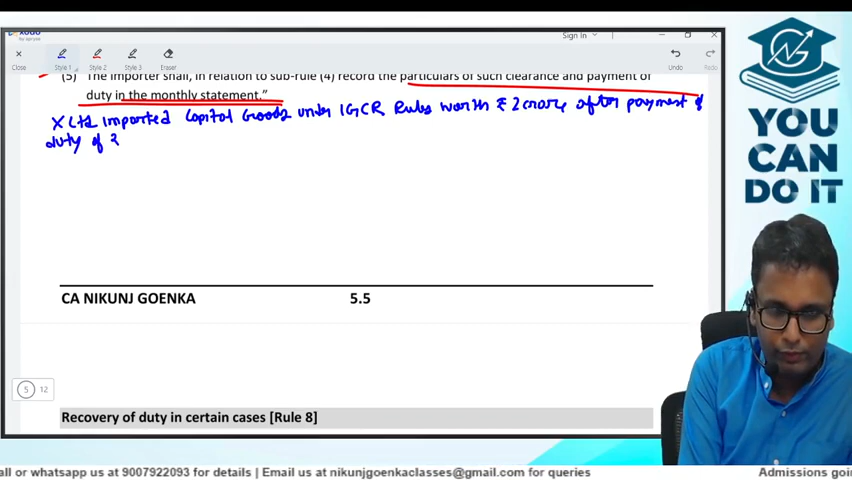 Sign In
Close
Style 1
Style 2
Style 3
Eraser
Undo
Redo
(5) The importer shall, in relation to sub-rule (4) record the particulars of such clearance and payment of
duty in the monthly statement."
X Ltd imported Capital Goods under IGCR Rules worth ₹ 2 crore after payment of
duty of ₹
CA NIKUNJ GOENKA 5.5
5 12
Recovery of duty in certain cases [Rule 8]
YOU
CAN
DO IT
all or whatsapp us at 9007922093 for details | Email us at nikunjgoenkaclasses@gmail.com for queries
Admissions goin